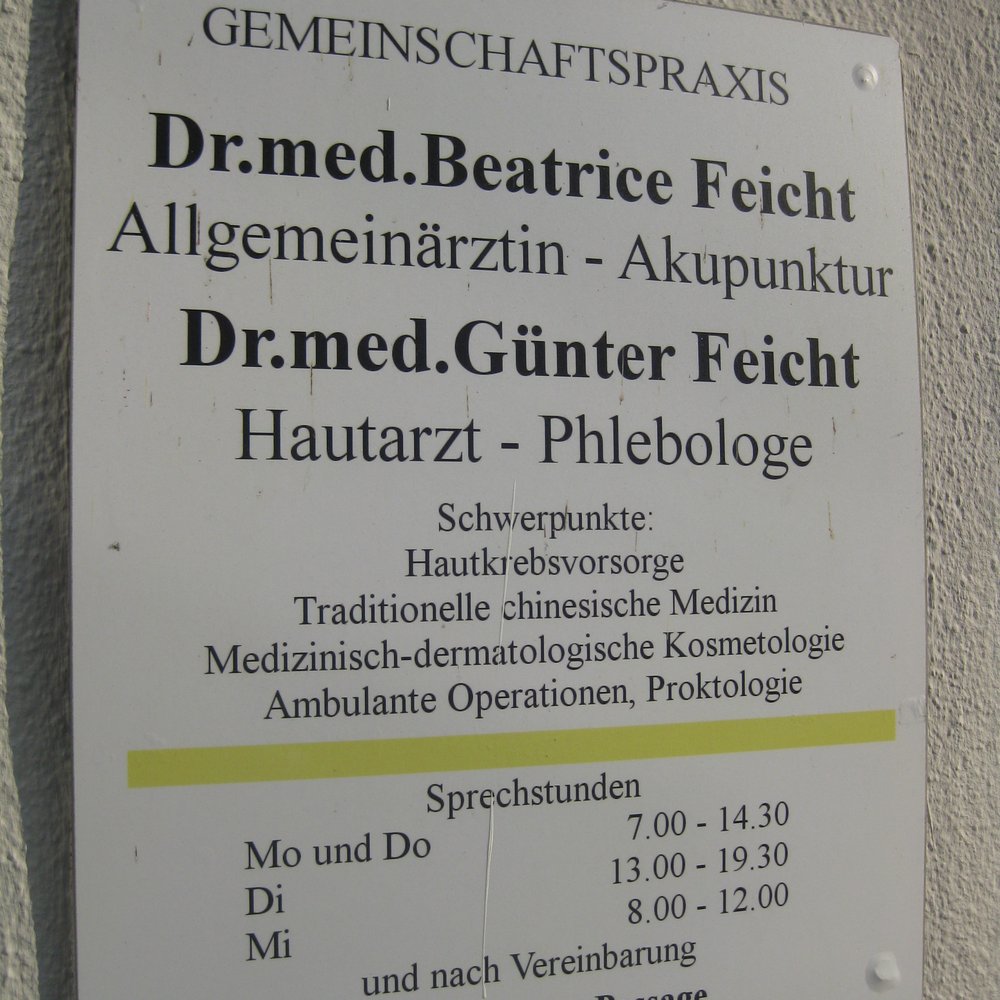 GEMEINSCHAFTSPRAXIS
Dr.med.Beatrice Feicht
Allgemeinärztin - Akupunktur
Dr.med.Günter Feicht
Hautarzt - Phlebologe
Schwerpunkte:
Hautkrebsvorsorge
Traditionelle chinesische Medizin
Medizinisch-dermatologische Kosmetologie
Ambulante Operationen, Proktologie
Sprechstunden
Mo und Do 7.00 - 14.30
Di 13.00 - 19.30
Mi 8.00 - 12.00
und nach Vereinbarung